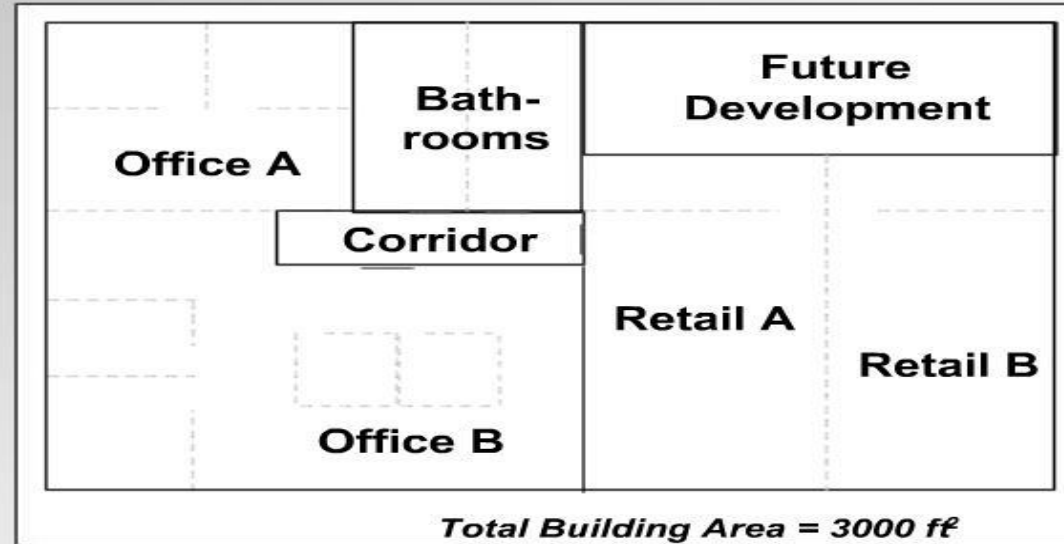 Bath-
rooms
Future
Development
Office A
Corridor
Retail A
Retail B
Office B
Total Building Area = 3000 ft²